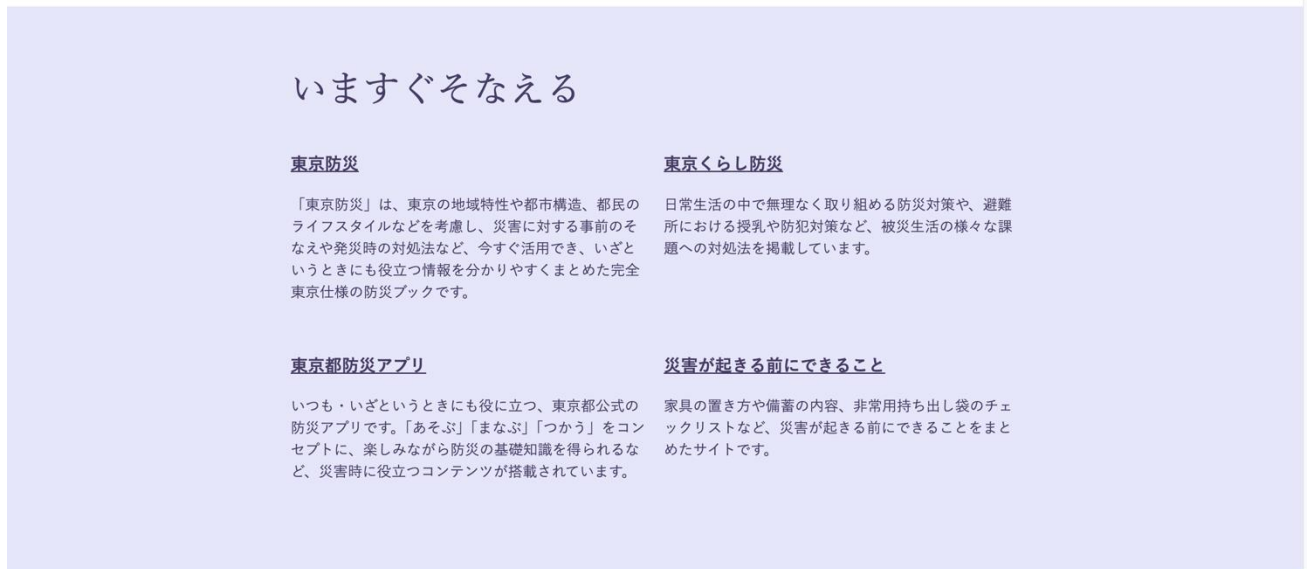 いますぐそなえる
東京防災
「東京防災」は、東京の地域特性や都市構造、都民の
ライフスタイルなどを考慮し、災害に対する事前のそ
なえや発災時の対処法など、今すぐ活用でき、いざと
いうときにも役立つ情報を分かりやすくまとめた完全
東京仕様の防災ブックです。
東京くらし防災
日常生活の中で無理なく取り組める防災対策や、避難
所における授乳や防犯対策など、被災生活の様々な課
題への対処法を掲載しています。
東京都防災アプリ
いつも・いざというときにも役に立つ、東京都公式の
防災アプリです。「あそぶ」「まなぶ」「つかう」をコン
セプトに、楽しみながら防災の基礎知識を得られるな
ど、災害時に役立つコンテンツが搭載されています。
災害が起きる前にできること
家具の置き方や備蓄の内容、非常用持ち出し袋のチェ
ックリストなど、災害が起きる前にできることをまと
めたサイトです。